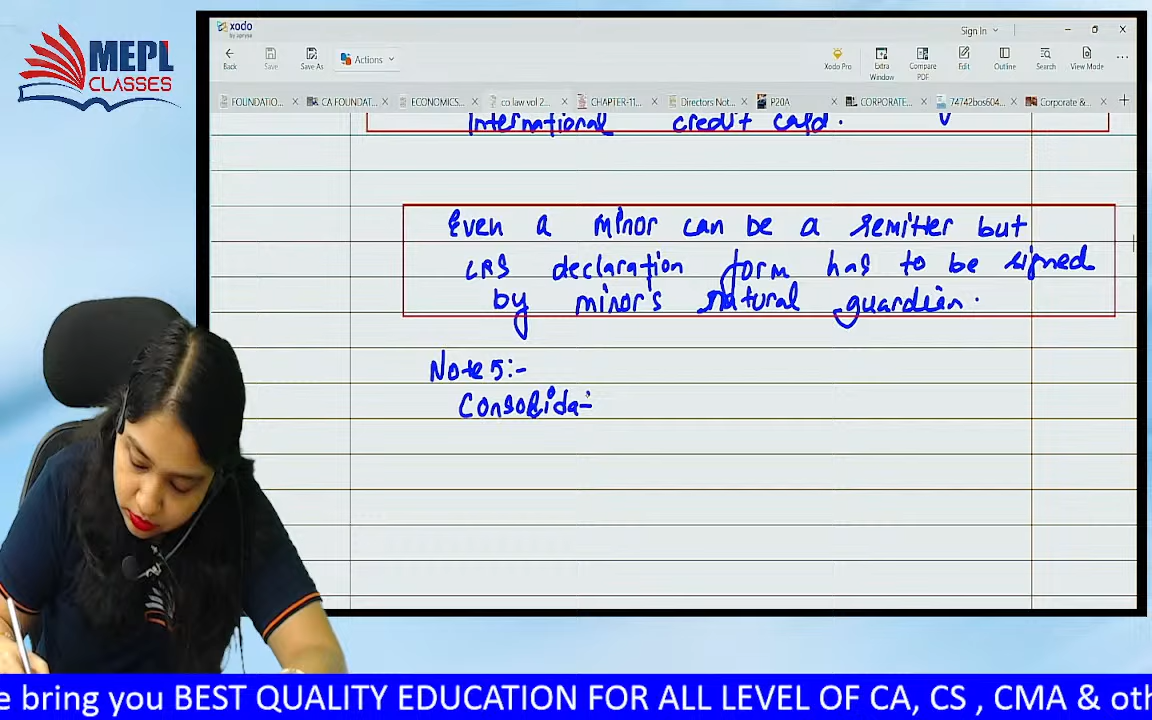 MEPL
CLASSES
xodo
by apryse
Sign In
Back
Save
Save As
Actions
Xodo Pro
Extra Window
Compare PDF
Edit
Outline
Search
View Mode
FOUNDATIO...
CA FOUNDAT...
ECONOMICS...
co law vol 2...
CHAPTER-11...
Directors Not...
P20A
CORPORATE...
74742bos604...
Corporate &...
International credit card.
Even a minor can be a remitter but
LRS declaration form has to be signed
by minor's natural guardian.
Note 5:-
Consolida-
e bring you BEST QUALITY EDUCATION FOR ALL LEVEL OF CA, CS , CMA & oth